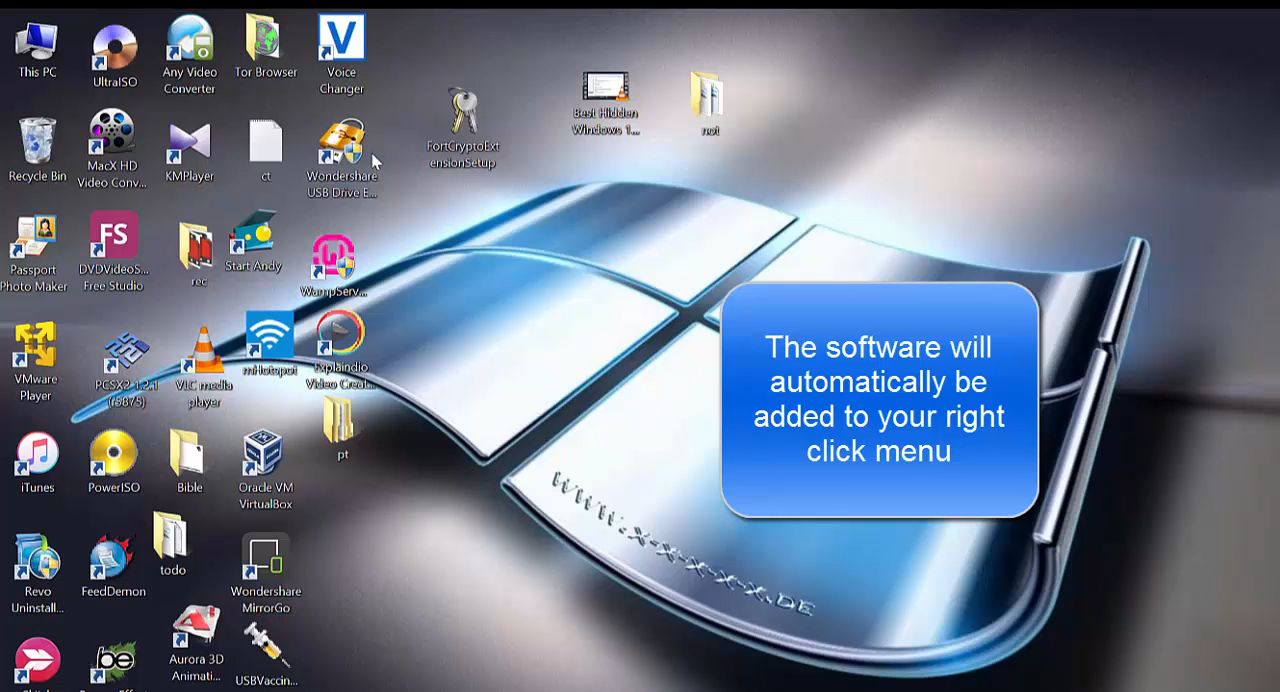 This PC
UltraISO
Any Video
Converter
Tor Browser
V
Voice
Changer
FortCryptoExt
ensionSetup
Best Hidden
Windows 1...
not
Recycle Bin
MacX HD
Video Conv...
KMPlayer
ct
Wondershare
USB Drive E...
Passport
Photo Maker
FS
DVDVideoS...
Free Studio
rec
Start Andy
WampServ...
VMware
Player
PCSX2 1.2.1
(r5875)
VLC media
player
mHotspot
Explaindio
Video Creat...
The software will
automatically be
added to your right
click menu
pt
iTunes
PowerISO
Bible
Oracle VM
VirtualBox
Revo
Uninstall...
FeedDemon
todo
Wondershare
MirrorGo
be
Aurora 3D
Animati...
USBVaccin...
WWW.X-X-X-X-X.DE